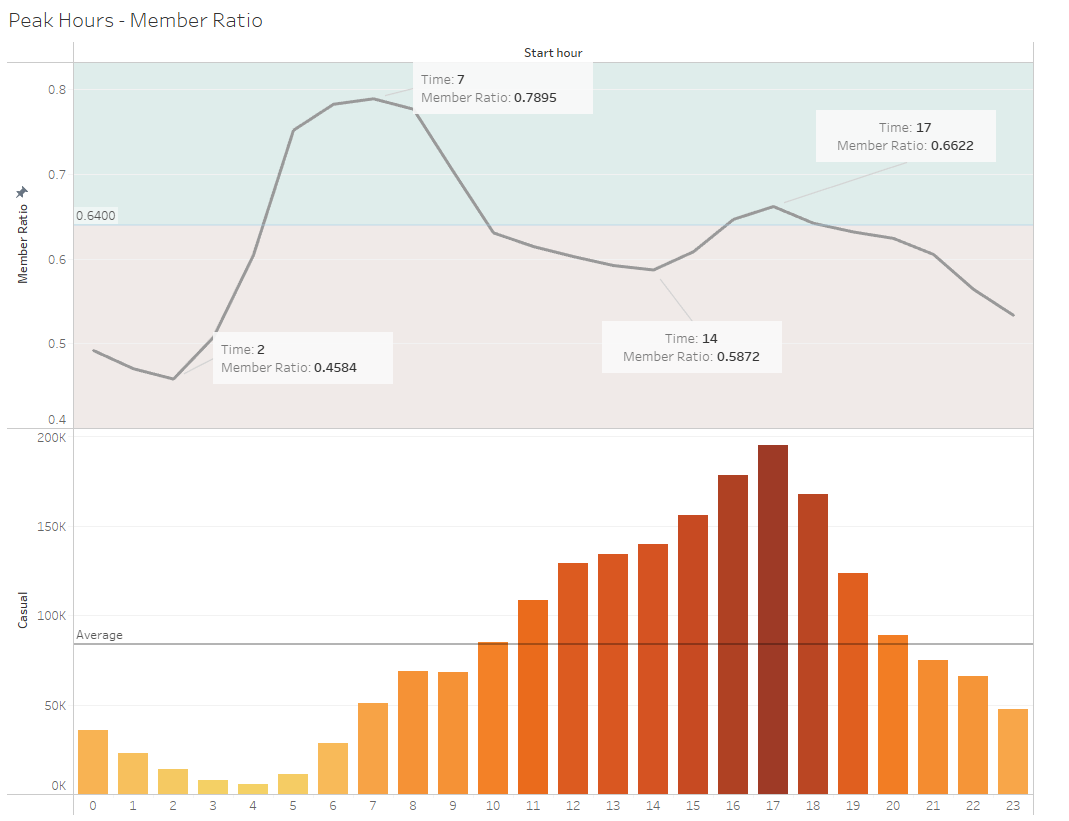 Peak Hours - Member Ratio
Start hour
Time: 7
Member Ratio: 0.7895
Time: 17
Member Ratio: 0.6622
0.8
0.7
0.6400
0.6
0.5
0.4
Member Ratio
Time: 2
Member Ratio: 0.4584
Time: 14
Member Ratio: 0.5872
200K
150K
100K
50K
0K
Casual
Average
0 1 2 3 4 5 6 7 8 9 10 11 12 13 14 15 16 17 18 19 20 21 22 23